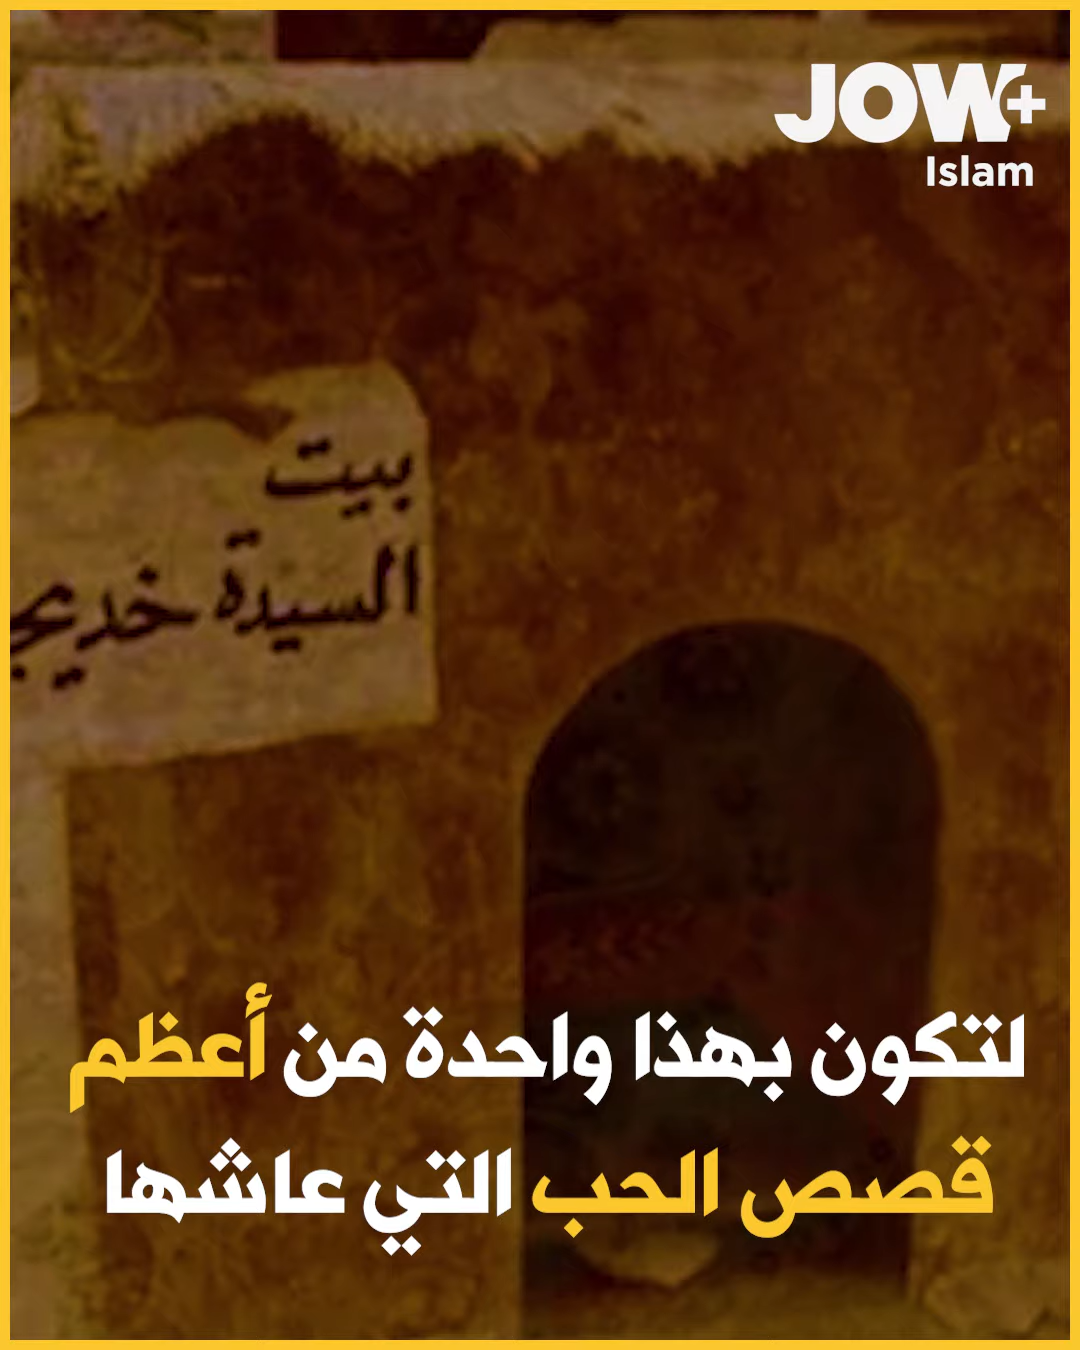 JOW+
Islam
بيت
السيدة خديج
لتكون بهذا واحدة من أعظم
قصص الحب التي عاشها